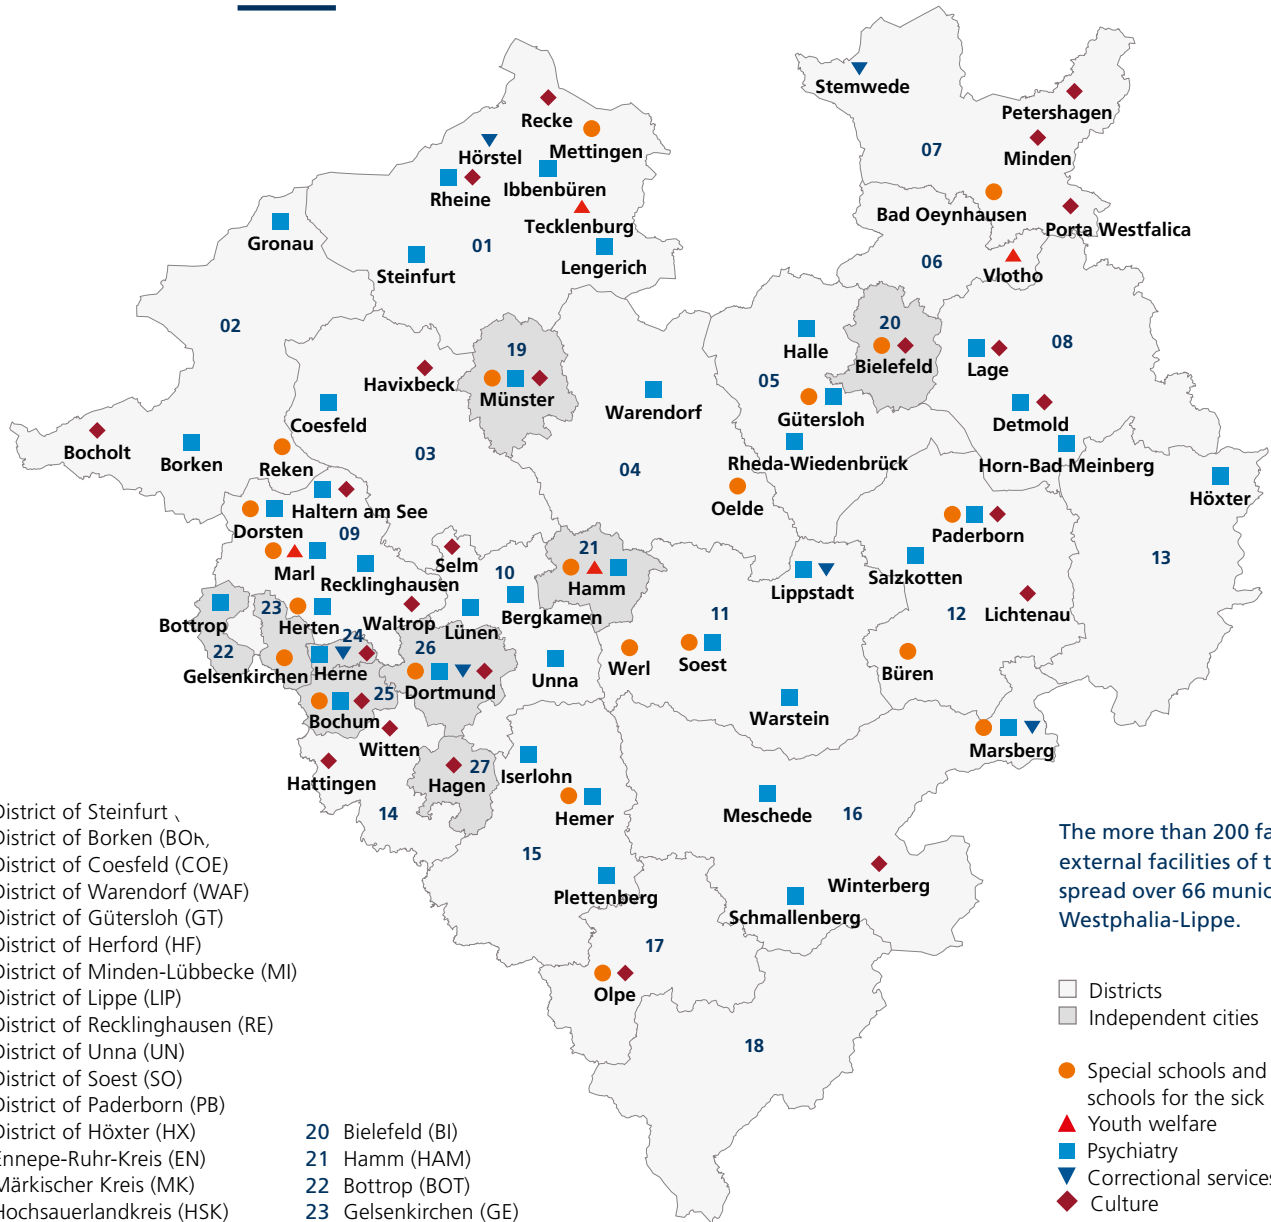 Stemwede
Petershagen
Recke
Mettingen
Minden
07
Hörstel
Ibbenbüren
Rheine
Bad Oeynhausen
Tecklenburg
Porta Westfalica
Gronau
01
Steinfurt
Lengerich
06
Vlotho
02
20
19
Halle
08
Bielefeld
Lage
Havixbeck
05
Münster
Warendorf
Coesfeld
Gütersloh
Detmold
Bocholt
Borken
Reken
03
04
Rheda-Wiedenbrück
Horn-Bad Meinberg
Höxter
Oelde
Haltern am See
Dorsten
09
Paderborn
21
13
Marl
Selm
Recklinghausen
10
Hamm
Lippstadt
Salzkotten
23
Bergkamen
11
12
Lichtenau
Bottrop
Herten
Waltrop
Lünen
24
26
22
Gelsenkirchen
Herne
Werl
Soest
Büren
Unna
25
Dortmund
Bochum
Warstein
Witten
Marsberg
27
Iserlohn
Hattingen
Hagen
14
Hemer
Meschede
16
15
Plettenberg
Winterberg
Schmallenberg
17
Olpe
18
District of Steinfurt
District of Borken
District of Coesfeld (COE)
District of Warendorf (WAF)
District of Gütersloh (GT)
District of Herford (HF)
District of Minden-Lübbecke (MI)
District of Lippe (LIP)
District of Recklinghausen (RE)
District of Unna (UN)
District of Soest (SO)
District of Paderborn (PB)
District of Höxter (HX)
Ennepe-Ruhr-Kreis (EN)
Märkischer Kreis (MK)
Hochsauerlandkreis (HSK)
20 Bielefeld (BI)
21 Hamm (HAM)
22 Bottrop (BOT)
23 Gelsenkirchen (GE)
The more than 200 fa
external facilities of t
spread over 66 munic
Westphalia-Lippe.
Districts
Independent cities
Special schools and
schools for the sick
Youth welfare
Psychiatry
Correctional services
Culture